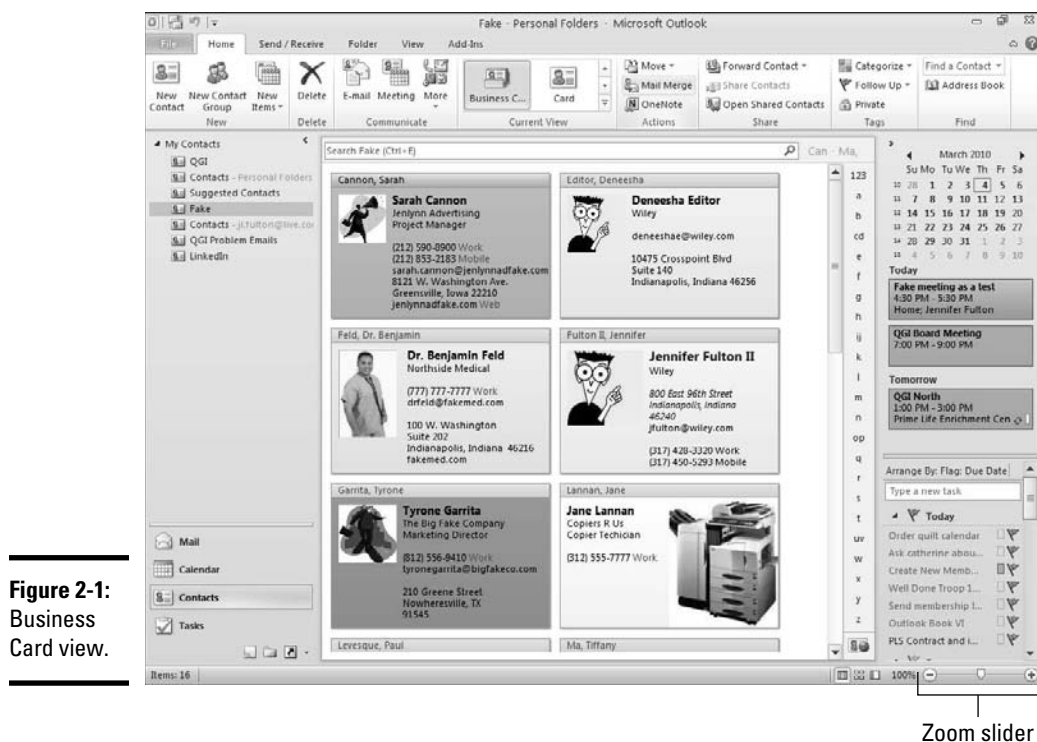 Fake - Personal Folders - Microsoft Outlook
File Home Send / Receive Folder View Add-Ins
New Contact
New Contact Group
New Items
New
Delete
Delete
E-mail
Meeting
More
Communicate
Business C...
Card
Current View
Move
Mail Merge
OneNote
Actions
Forward Contact
Share Contacts
Open Shared Contacts
Share
Categorize
Follow Up
Private
Tags
Find a Contact
Address Book
Find
My Contacts
QGI
Contacts - Personal Folders
Suggested Contacts
Fake
Contacts - jl.fulton@live.co
QGI Problem Emails
LinkedIn
Mail
Calendar
Contacts
Tasks
Search Fake (Ctrl+E)
Can - Ma,
Cannon, Sarah
Sarah Cannon
Jenlynn Advertising
Project Manager
(212) 590-8900 Work
(212) 853-2183 Mobile
sarah.cannon@jenlynnadfake.com
8121 W. Washington Ave.
Greensville, Iowa 22210
jenlynnadfake.com Web
Editor, Deneesha
Deneesha Editor
Wiley
deneeshae@wiley.com
10475 Crosspoint Blvd
Suite 140
Indianapolis, Indiana 46256
Feld, Dr. Benjamin
Dr. Benjamin Feld
Northside Medical
(777) 777-7777 Work
drfeld@fakemed.com
100 W. Washington
Suite 202
Indianapolis, Indiana 46216
fakemed.com
Fulton II, Jennifer
Jennifer Fulton II
Wiley
800 East 96th Street
Indianapolis, Indiana
46240
jfulton@wiley.com
(317) 428-3320 Work
(317) 450-5293 Mobile
Garrita, Tyrone
Tyrone Garrita
The Big Fake Company
Marketing Director
(812) 556-9410 Work
tyronegarrita@bigfakeco.com
210 Greene Street
Nowheresville, TX
91545
Lannan, Jane
Jane Lannan
Copiers R Us
Copier Techician
(312) 555-7777 Work
Levesque, Paul
Ma, Tiffany
123
a
b
cd
e
f
g
h
ij
k
l
m
n
op
q
r
s
t
uv
w
x
y
z
March 2010
Su Mo Tu We Th Fr Sa
10 28 1 2 3 4 5 6
11 7 8 9 10 11 12 13
12 14 15 16 17 18 19 20
13 21 22 23 24 25 26 27
14 28 29 30 31 1 2 3
15 4 5 6 7 8 9 10
Today
Fake meeting as a test
4:30 PM - 5:30 PM
Home; Jennifer Fulton
QGI Board Meeting
7:00 PM - 9:00 PM
Tomorrow
QGI North
1:00 PM - 3:00 PM
Prime Life Enrichment Cen
Arrange By: Flag: Due Date
Type a new task
Today
Order quilt calendar
Ask catherine abou...
Create New Memb...
Well Done Troop 1...
Send membership l...
Outlook Book VI
PLS Contract and i...
Items: 16
100%
Zoom slider
Figure 2-1:
Business
Card view.